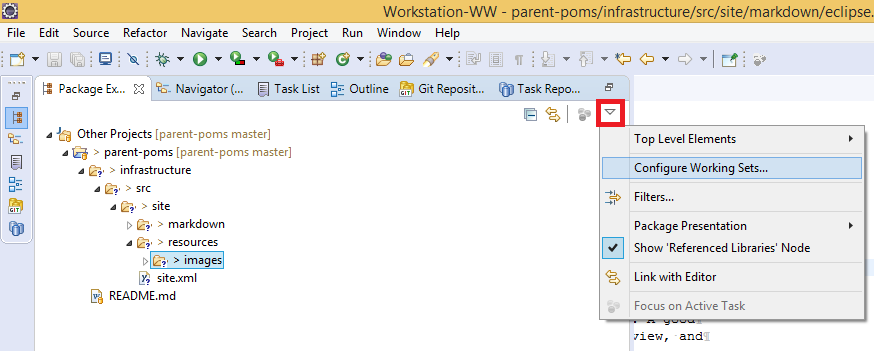 Workstation-WW - parent-poms/infrastructure/src/site/markdown/eclipse.
File Edit Source Refactor Navigate Search Project Run Window Help
Package Ex... Navigator (... Task List Outline Git Reposit... Task Repo...
Other Projects [parent-poms master]
> parent-poms [parent-poms master]
> infrastructure
> src
> site
> markdown
> resources
> images
site.xml
README.md
Top Level Elements
Configure Working Sets...
Filters...
Package Presentation
Show 'Referenced Libraries' Node
Link with Editor
Focus on Active Task
A good¶
view, and¶